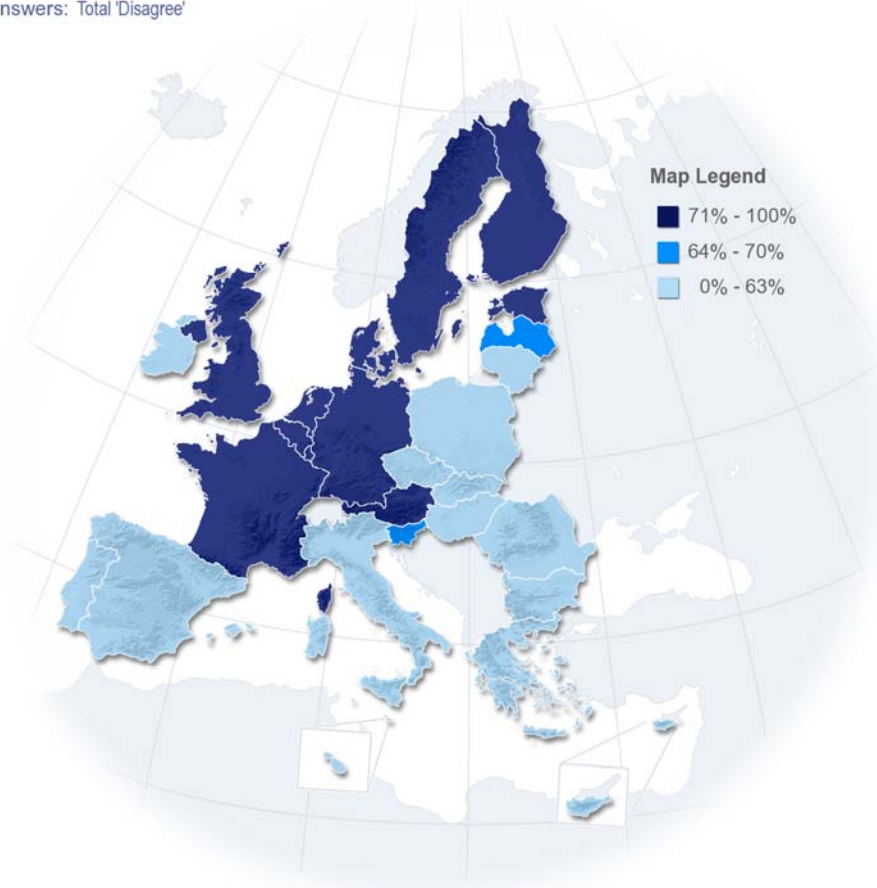 nswers: Total 'Disagree'
Map Legend
71% - 100%
64% - 70%
0% - 63%